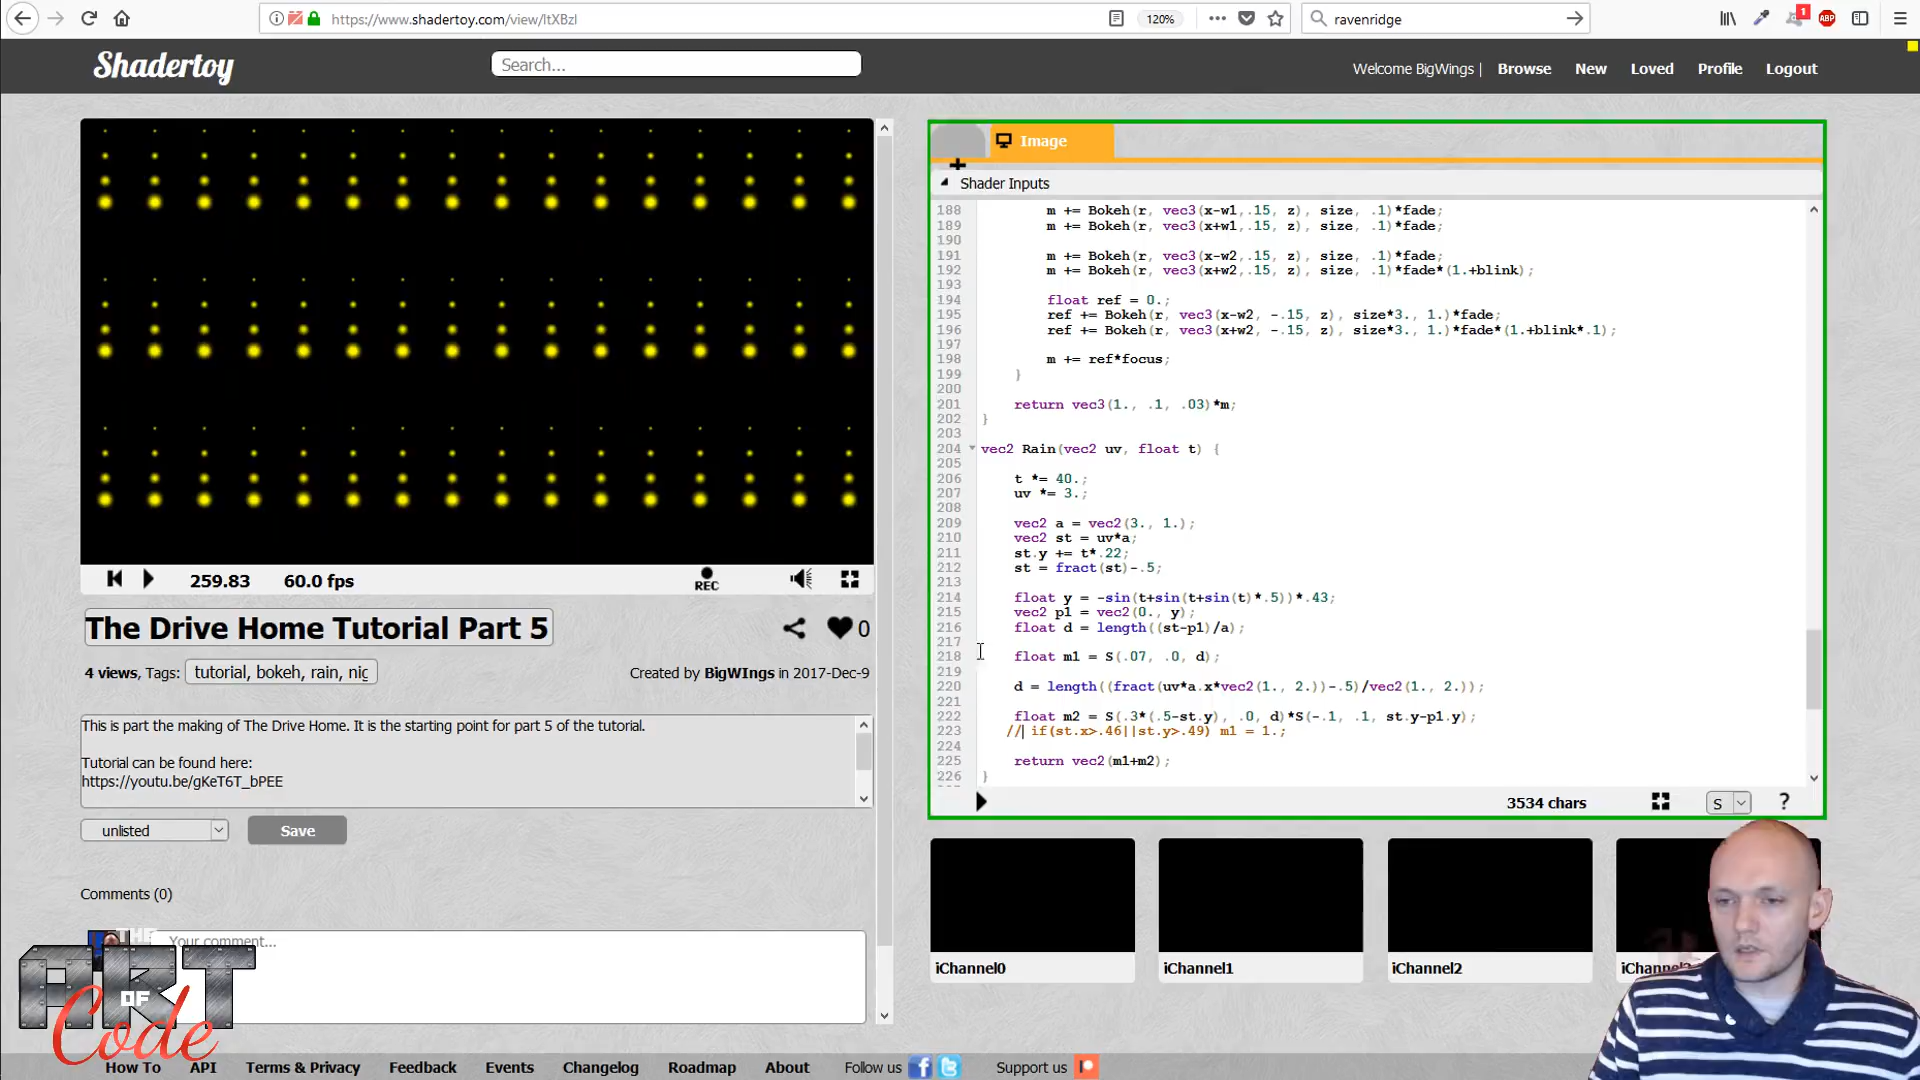 https://www.shadertoy.com/view/ltXBzl
120%
ravenridge
1
ABP
Shadertoy
Search...
Welcome BigWings |
Browse
New
Loved
Profile
Logout
259.83
60.0 fps
REC
The Drive Home Tutorial Part 5
0
4 views, Tags:
tutorial, bokeh, rain, nig
Created by BigWIngs in 2017-Dec-9
This is part the making of The Drive Home. It is the starting point for part 5 of the tutorial.
Tutorial can be found here:
https://youtu.be/gKeT6T_bPEE
unlisted
Save
Comments (0)
Your comment...
THE
ART
OF
Code
Image
+
Shader Inputs
188 m += Bokeh(r, vec3(x-w1,.15, z), size, .1)*fade;
189 m += Bokeh(r, vec3(x+w1,.15, z), size, .1)*fade;
190
191 m += Bokeh(r, vec3(x-w2,.15, z), size, .1)*fade;
192 m += Bokeh(r, vec3(x+w2,.15, z), size, .1)*fade*(1.+blink);
193
194 float ref = 0.;
195 ref += Bokeh(r, vec3(x-w2, -.15, z), size*3., 1.)*fade;
196 ref += Bokeh(r, vec3(x+w2, -.15, z), size*3., 1.)*fade*(1.+blink*.1);
197
198 m += ref*focus;
199 }
200
201 return vec3(1., .1, .03)*m;
202 }
203
204 vec2 Rain(vec2 uv, float t) {
205
206 t *= 40.;
207 uv *= 3.;
208
209 vec2 a = vec2(3., 1.);
210 vec2 st = uv*a;
211 st.y += t*.22;
212 st = fract(st)-.5;
213
214 float y = -sin(t+sin(t+sin(t)*.5))*.43;
215 vec2 p1 = vec2(0., y);
216 float d = length((st-p1)/a);
217
218 float m1 = S(.07, .0, d);
219
220 d = length((fract(uv*a.x*vec2(1., 2.))-.5)/vec2(1., 2.));
221
222 float m2 = S(.3*(.5-st.y), .0, d)*S(-.1, .1, st.y-p1.y);
223 // if(st.x>.46||st.y>.49) m1 = 1.;
224
225 return vec2(m1+m2);
226 }
3534 chars
S
?
iChannel0
iChannel1
iChannel2
How To
API
Terms & Privacy
Feedback
Events
Changelog
Roadmap
About
Follow us
Support us